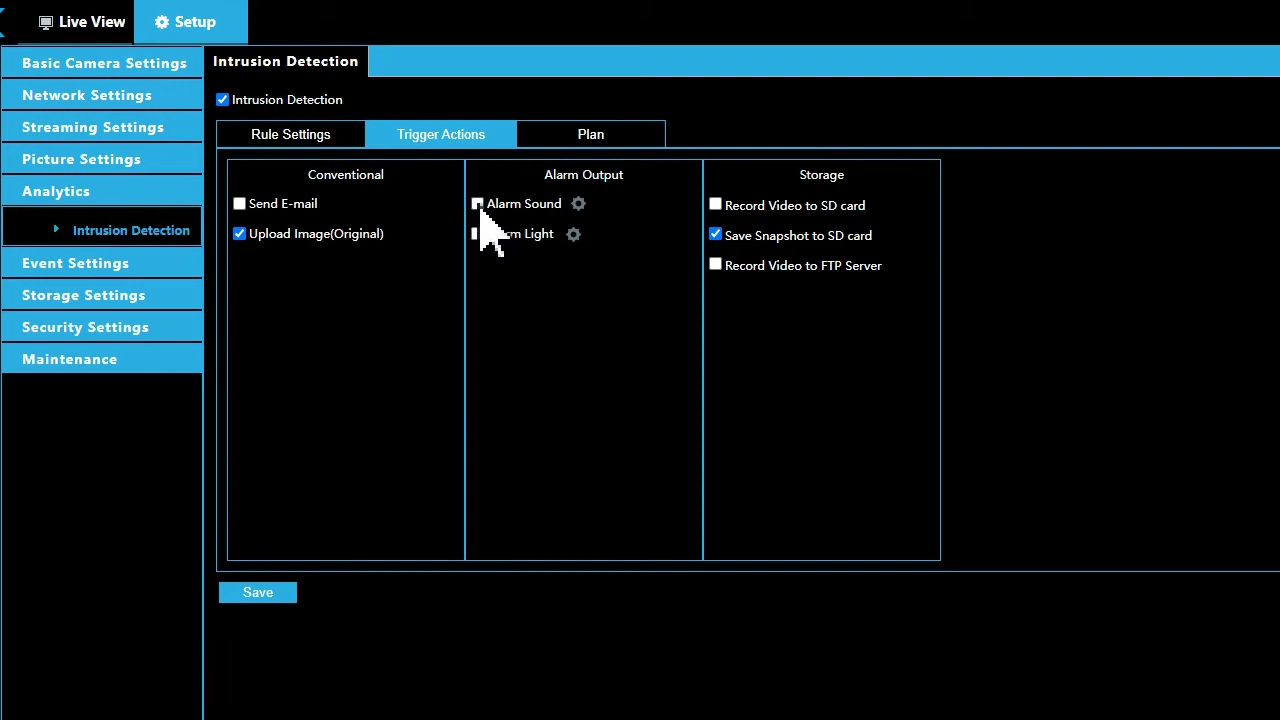 Live View
Setup
Basic Camera Settings
Network Settings
Streaming Settings
Picture Settings
Analytics
Intrusion Detection
Event Settings
Storage Settings
Security Settings
Maintenance
Intrusion Detection
Intrusion Detection
Rule Settings
Trigger Actions
Plan
Conventional
Send E-mail
Upload Image(Original)
Alarm Output
Alarm Sound
Light
Storage
Record Video to SD card
Save Snapshot to SD card
Record Video to FTP Server
Save